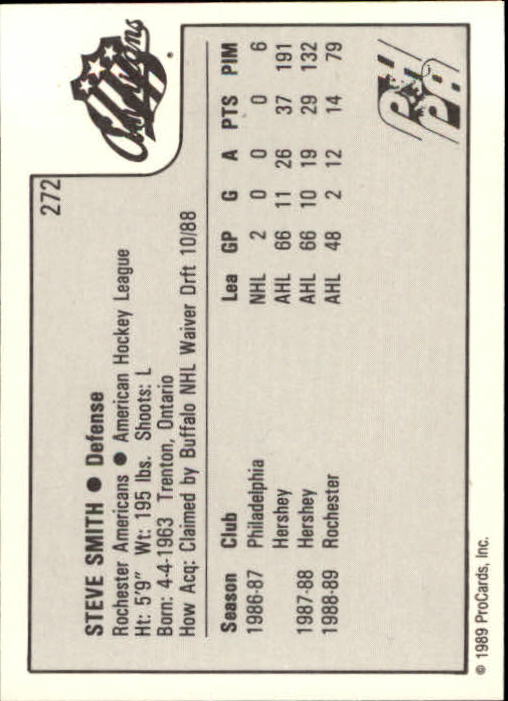 Americans
272
STEVE SMITH ● Defense
Rochester Americans ● American Hockey League
Ht: 5'9" Wt: 195 lbs. Shoots: L
Born: 4-4-1963 Trenton, Ontario
How Acq: Claimed by Buffalo NHL Waiver Drft 10/88
Season Club Lea GP G A PTS PIM
1986-87 Philadelphia NHL 2 0 0 0 6
Hershey AHL 66 11 26 37 191
1987-88 Hershey AHL 66 10 19 29 132
1988-89 Rochester AHL 48 2 12 14 79
PHPA
© 1989 ProCards, Inc.